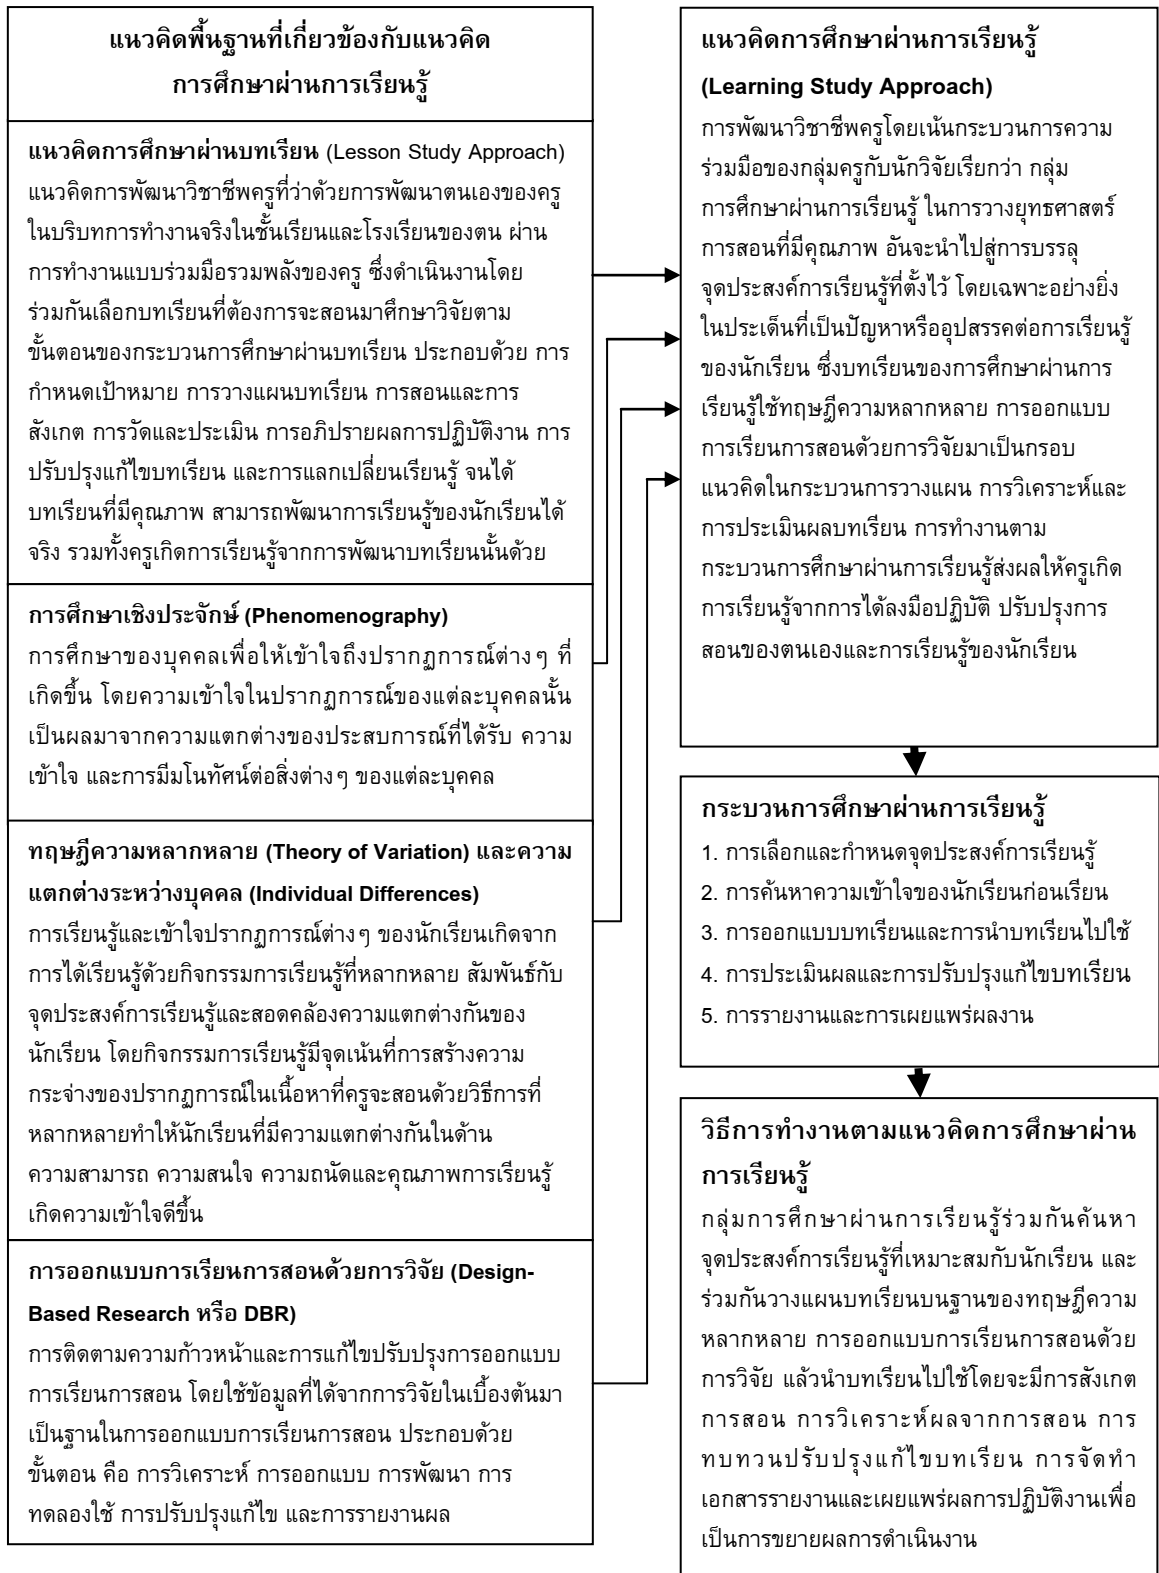 แนวคิดพื้นฐานที่เกี่ยวข้องกับแนวคิด
การศึกษาผ่านการเรียนรู้
แนวคิดการศึกษาผ่านบทเรียน (Lesson Study Approach)
แนวคิดการพัฒนาวิชาชีพครูที่ว่าด้วยการพัฒนาตนเองของครู
ในบริบทการทำงานจริงในชั้นเรียนและโรงเรียนของตน ผ่าน
การทำงานแบบร่วมมือรวมพลังของครู ซึ่งดำเนินงานโดย
ร่วมกันเลือกบทเรียนที่ต้องการจะสอนมาศึกษาวิจัยตาม
ขั้นตอนของกระบวนการศึกษาผ่านบทเรียน ประกอบด้วย การ
กำหนดเป้าหมาย การวางแผนบทเรียน การสอนและการ
สังเกต การวัดและประเมิน การอภิปรายผลการปฏิบัติงาน การ
ปรับปรุงแก้ไขบทเรียน และการแลกเปลี่ยนเรียนรู้ จนได้
บทเรียนที่มีคุณภาพ สามารถพัฒนาการเรียนรู้ของนักเรียนได้
จริง รวมทั้งครูเกิดการเรียนรู้จากการพัฒนาบทเรียนนั้นด้วย
การศึกษาเชิงประจักษ์ (Phenomenography)
การศึกษาของบุคคลเพื่อให้เข้าใจถึงปรากฏการณ์ต่างๆ ที่
เกิดขึ้น โดยความเข้าใจในปรากฏการณ์ของแต่ละบุคคลนั้น
เป็นผลมาจากความแตกต่างของประสบการณ์ที่ได้รับ ความ
เข้าใจ และการมีมโนทัศน์ต่อสิ่งต่างๆ ของแต่ละบุคคล
ทฤษฎีความหลากหลาย (Theory of Variation) และความ
แตกต่างระหว่างบุคคล (Individual Differences)
การเรียนรู้และเข้าใจปรากฏการณ์ต่างๆ ของนักเรียนเกิดจาก
การได้เรียนรู้ด้วยกิจกรรมการเรียนรู้ที่หลากหลาย สัมพันธ์กับ
จุดประสงค์การเรียนรู้และสอดคล้องความแตกต่างกันของ
นักเรียน โดยกิจกรรมการเรียนรู้มีจุดเน้นที่การสร้างความ
กระจ่างของปรากฏการณ์ในเนื้อหาที่ครูจะสอนด้วยวิธีการที่
หลากหลายทำให้นักเรียนที่มีความแตกต่างกันในด้าน
ความสามารถ ความสนใจ ความถนัดและคุณภาพการเรียนรู้
เกิดความเข้าใจดีขึ้น
การออกแบบการเรียนการสอนด้วยการวิจัย (Design-
Based Research หรือ DBR)
การติดตามความก้าวหน้าและการแก้ไขปรับปรุงการออกแบบ
การเรียนการสอน โดยใช้ข้อมูลที่ได้จากการวิจัยในเบื้องต้นมา
เป็นฐานในการออกแบบการเรียนการสอน ประกอบด้วย
ขั้นตอน คือ การวิเคราะห์ การออกแบบ การพัฒนา การ
ทดลองใช้ การปรับปรุงแก้ไข และการรายงานผล
แนวคิดการศึกษาผ่านการเรียนรู้
(Learning Study Approach)
การพัฒนาวิชาชีพครูโดยเน้นกระบวนการความ
ร่วมมือของกลุ่มครูกับนักวิจัยเรียกว่า กลุ่ม
การศึกษาผ่านการเรียนรู้ ในการวางยุทธศาสตร์
การสอนที่มีคุณภาพ อันจะนำไปสู่การบรรลุ
จุดประสงค์การเรียนรู้ที่ตั้งไว้ โดยเฉพาะอย่างยิ่ง
ในประเด็นที่เป็นปัญหาหรืออุปสรรคต่อการเรียนรู้
ของนักเรียน ซึ่งบทเรียนของการศึกษาผ่านการ
เรียนรู้ใช้ทฤษฎีความหลากหลาย การออกแบบ
การเรียนการสอนด้วยการวิจัยมาเป็นกรอบ
แนวคิดในกระบวนการวางแผน การวิเคราะห์และ
การประเมินผลบทเรียน การทำงานตาม
กระบวนการศึกษาผ่านการเรียนรู้ส่งผลให้ครูเกิด
การเรียนรู้จากการได้ลงมือปฏิบัติ ปรับปรุงการ
สอนของตนเองและการเรียนรู้ของนักเรียน
กระบวนการศึกษาผ่านการเรียนรู้
1. การเลือกและกำหนดจุดประสงค์การเรียนรู้
2. การค้นหาความเข้าใจของนักเรียนก่อนเรียน
3. การออกแบบบทเรียนและการนำบทเรียนไปใช้
4. การประเมินผลและการปรับปรุงแก้ไขบทเรียน
5. การรายงานและการเผยแพร่ผลงาน
วิธีการทำงานตามแนวคิดการศึกษาผ่าน
การเรียนรู้
กลุ่มการศึกษาผ่านการเรียนรู้ร่วมกันค้นหา
จุดประสงค์การเรียนรู้ที่เหมาะสมกับนักเรียน และ
ร่วมกันวางแผนบทเรียนบนฐานของทฤษฎีความ
หลากหลาย การออกแบบการเรียนการสอนด้วย
การวิจัย แล้วนำบทเรียนไปใช้โดยจะมีการสังเกต
การสอน การวิเคราะห์ผลจากการสอน การ
ทบทวนปรับปรุงแก้ไขบทเรียน การจัดทำ
เอกสารรายงานและเผยแพร่ผลการปฏิบัติงานเพื่อ
เป็นการขยายผลการดำเนินงาน